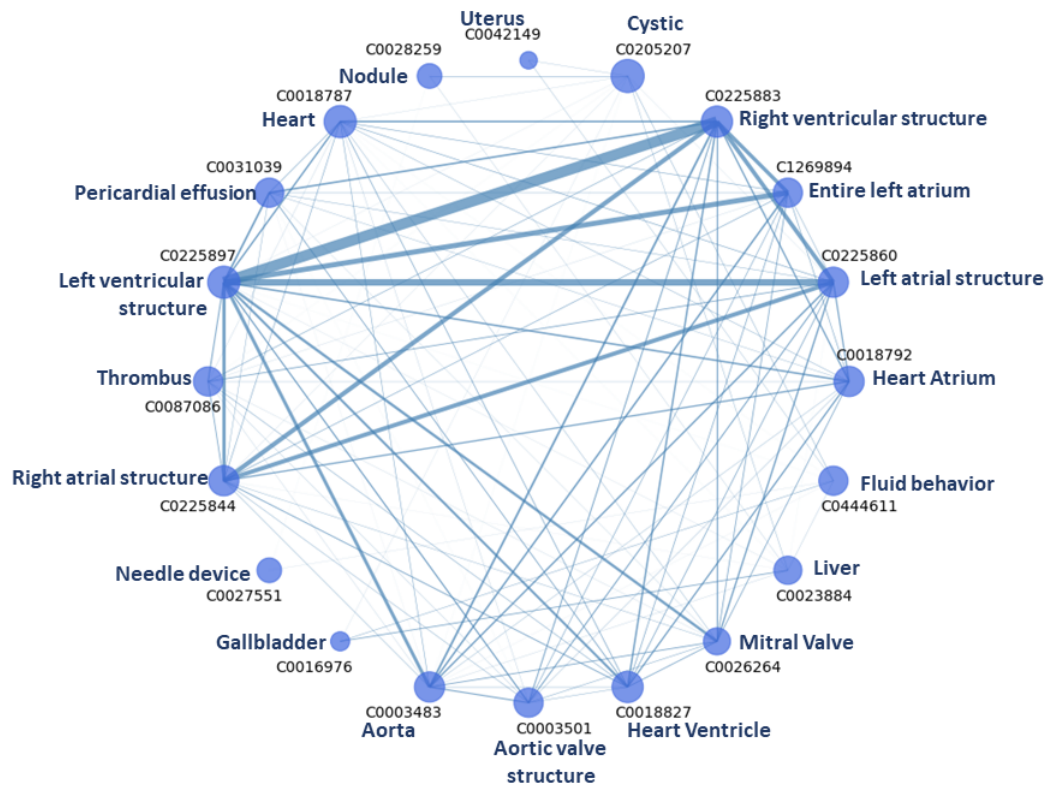 Uterus
C0042149
Cystic
C0205207
C0028259
Nodule
C0018787
Heart
C0225883
Right ventricular structure
C0031039
Pericardial effusion
C1269894
Entire left atrium
C0225897
Left ventricular
structure
C0225860
Left atrial structure
Thrombus
C0087086
C0018792
Heart Atrium
Right atrial structure
C0225844
Fluid behavior
C0444611
Needle device
C0027551
Liver
C0023884
Gallbladder
C0016976
Mitral Valve
C0026264
C0003483
Aorta
C0003501
Aortic valve
structure
C0018827
Heart Ventricle